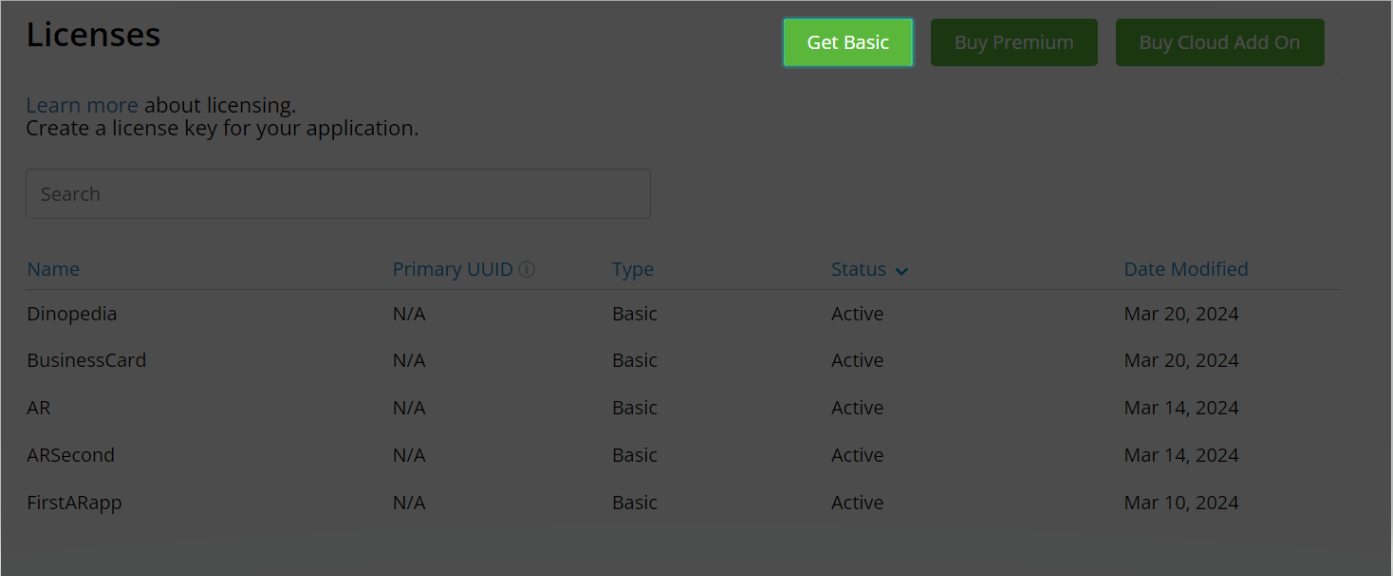 Licenses
Get Basic
Buy Premium
Buy Cloud Add On
Learn more about licensing.
Create a license key for your application.
Search
Name Primary UUID Type Status Date Modified
Dinopedia N/A Basic Active Mar 20, 2024
BusinessCard N/A Basic Active Mar 20, 2024
AR N/A Basic Active Mar 14, 2024
ARSecond N/A Basic Active Mar 14, 2024
FirstARapp N/A Basic Active Mar 10, 2024